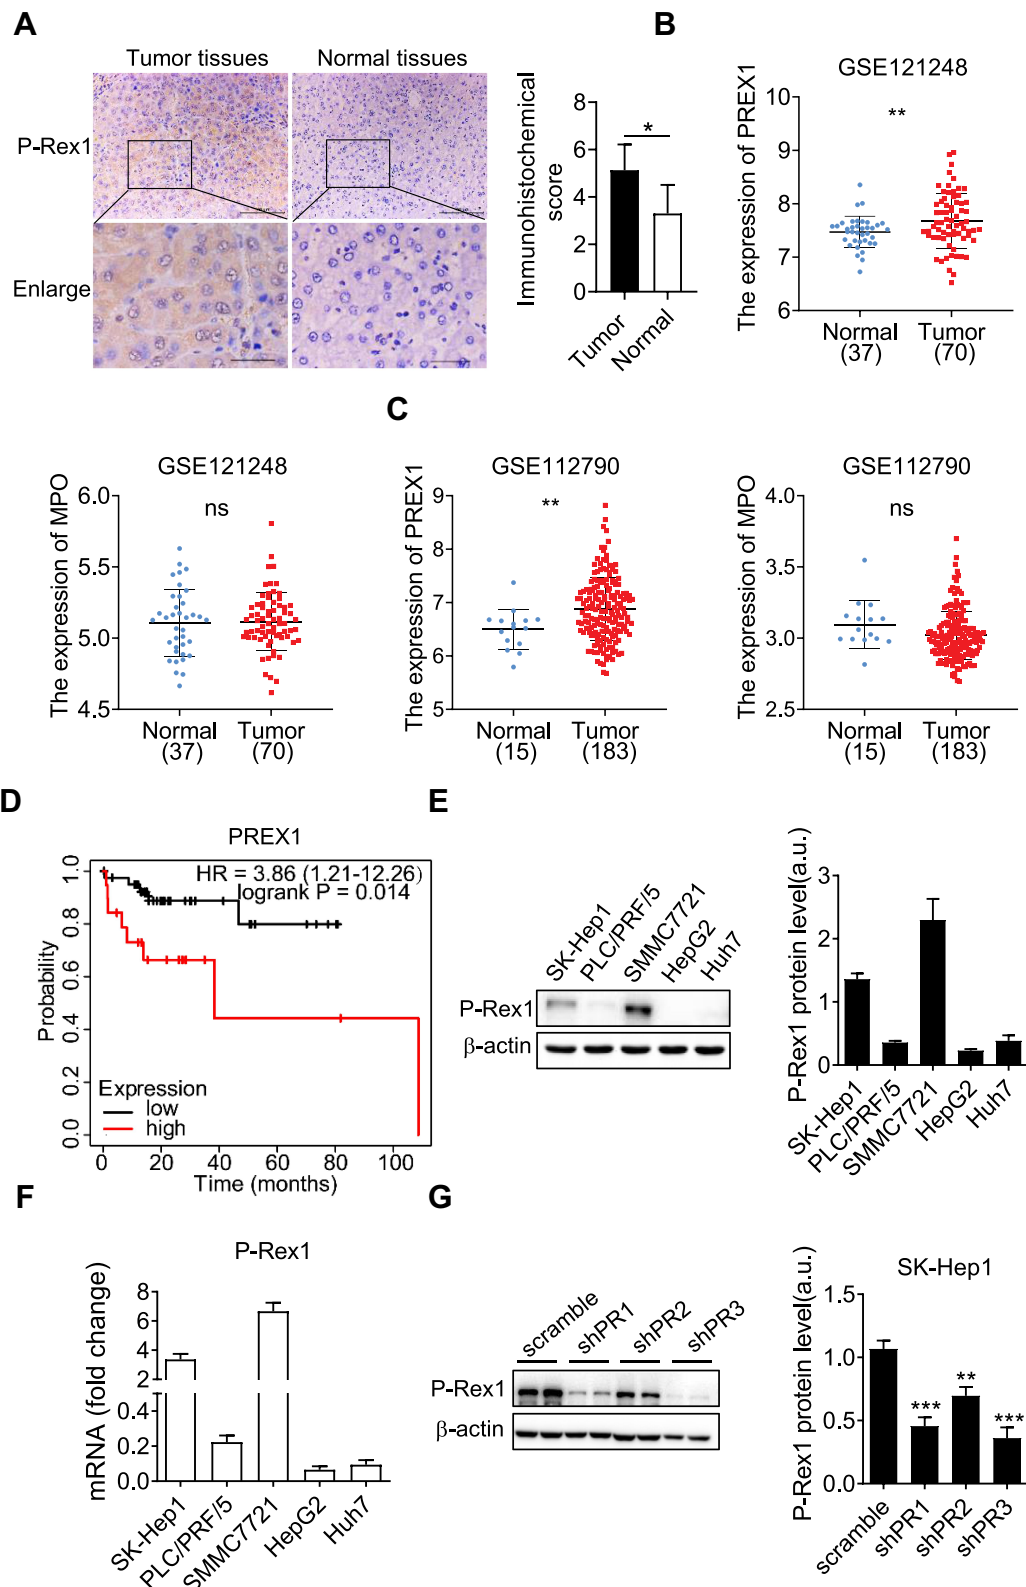 A
Tumor tissues
Normal tissues
P-Rex1
Enlarge
Immunohistochemical
score
8
6
4
2
0
*
Tumor
Normal
B
GSE121248
The expression of PREX1
9
8
7
6
**
Normal
(37)
Tumor
(70)
GSE121248
The expression of MPO
6.0
5.5
5.0
4.5
ns
Normal
(37)
Tumor
(70)
C
GSE112790
The expression of PREX1
9
8
7
6
5
**
Normal
(15)
Tumor
(183)
GSE112790
The expression of MPO
4.0
3.5
3.0
2.5
ns
Normal
(15)
Tumor
(183)
D
PREX1
HR = 3.86 (1.21-12.26)
logrank P = 0.014
Probability
1.0
0.8
0.6
0.4
0.2
0.0
Expression
low
high
0 20 40 60 80 100
Time (months)
E
SK-Hep1
PLC/PRF/5
SMMC7721
HepG2
Huh7
P-Rex1
β-actin
P-Rex1 protein level(a.u.)
3
2
1
0
SK-Hep1
PLC/PRF/5
SMMC7721
HepG2
Huh7
F
P-Rex1
mRNA (fold change)
8
6
4
2
0.4
0.2
0.0
SK-Hep1
PLC/PRF/5
SMMC7721
HepG2
Huh7
G
scramble
shPR1
shPR2
shPR3
P-Rex1
β-actin
SK-Hep1
P-Rex1 protein level(a.u.)
1.5
1.0
0.5
0.0
***
**
***
scramble
shPR1
shPR2
shPR3